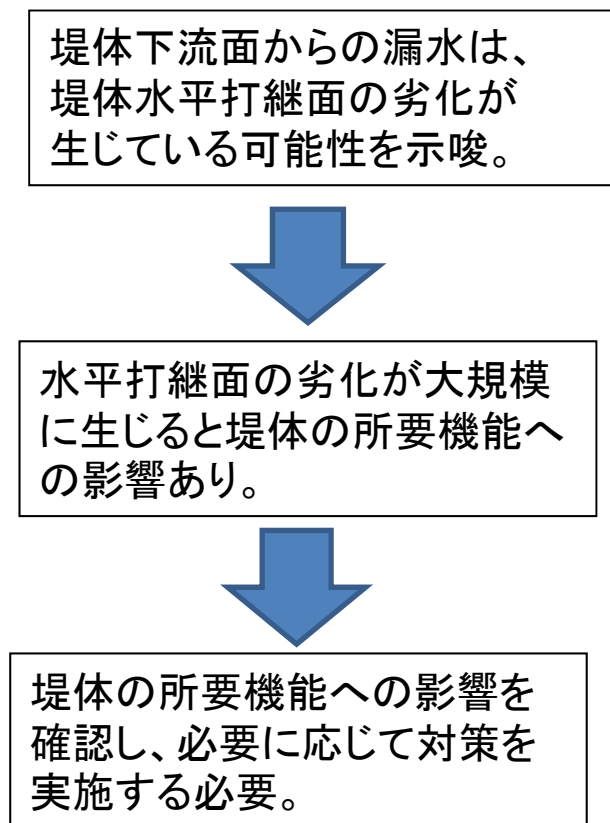 堤体下流面からの漏水は、
堤体水平打継面の劣化が
生じている可能性を示唆。
水平打継面の劣化が大規模
に生じると堤体の所要機能へ
の影響あり。
堤体の所要機能への影響を
確認し、必要に応じて対策を
実施する必要。